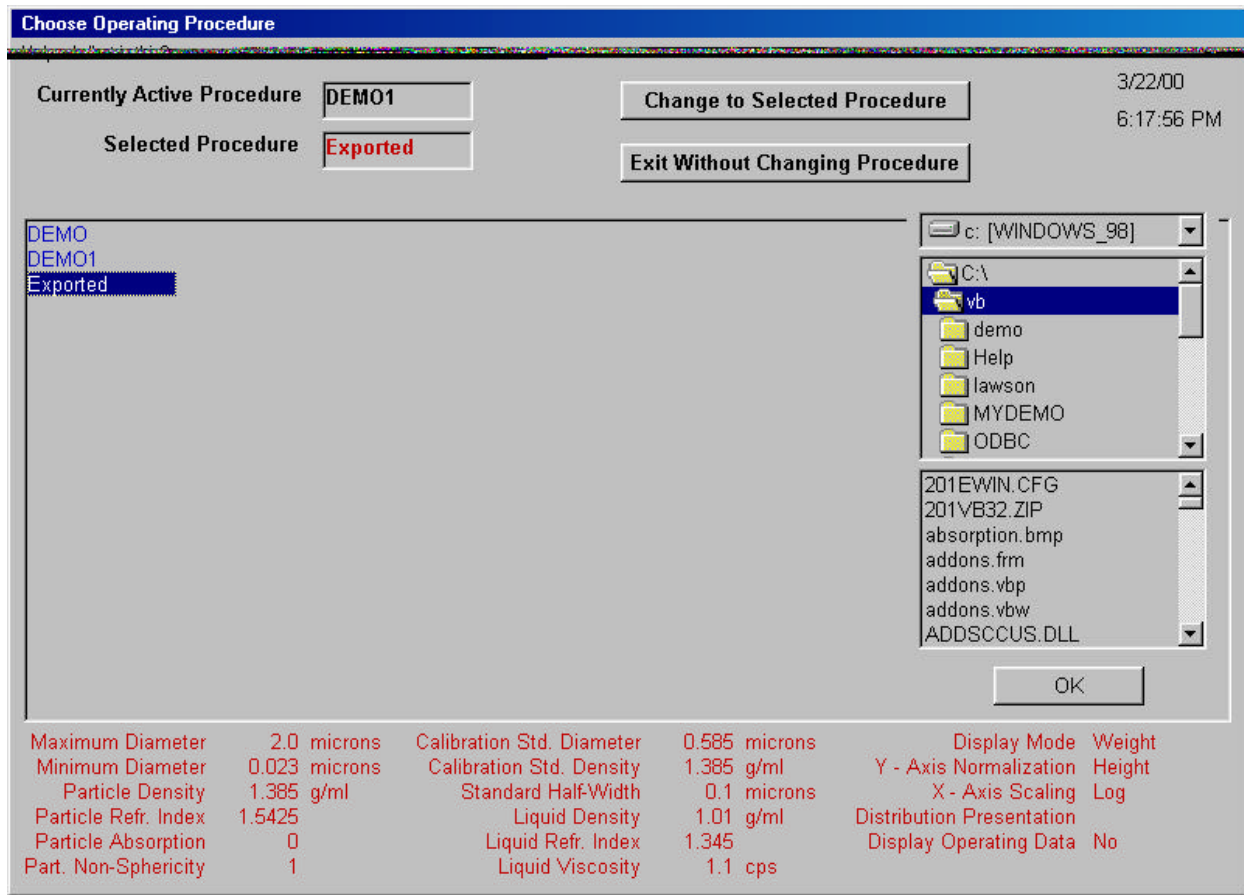 Choose Operating Procedure
Currently Active Procedure DEMO1
Selected Procedure Exported
Change to Selected Procedure
Exit Without Changing Procedure
3/22/00
6:17:56 PM
DEMO
DEMO1
Exported
c: [WINDOWS_98]
C:\
vb
demo
Help
lawson
MYDEMO
ODBC
201EWIN.CFG
201VB32.ZIP
absorption.bmp
addons.frm
addons.vbp
addons.vbw
ADDSCCUS.DLL
OK
Maximum Diameter 2.0 microns
Minimum Diameter 0.023 microns
Particle Density 1.385 g/ml
Particle Refr. Index 1.5425
Particle Absorption 0
Part. Non-Sphericity 1
Calibration Std. Diameter 0.585 microns
Calibration Std. Density 1.385 g/ml
Standard Half-Width 0.1 microns
Liquid Density 1.01 g/ml
Liquid Refr. Index 1.345
Liquid Viscosity 1.1 cps
Display Mode Weight
Y - Axis Normalization Height
X - Axis Scaling Log
Distribution Presentation
Display Operating Data No